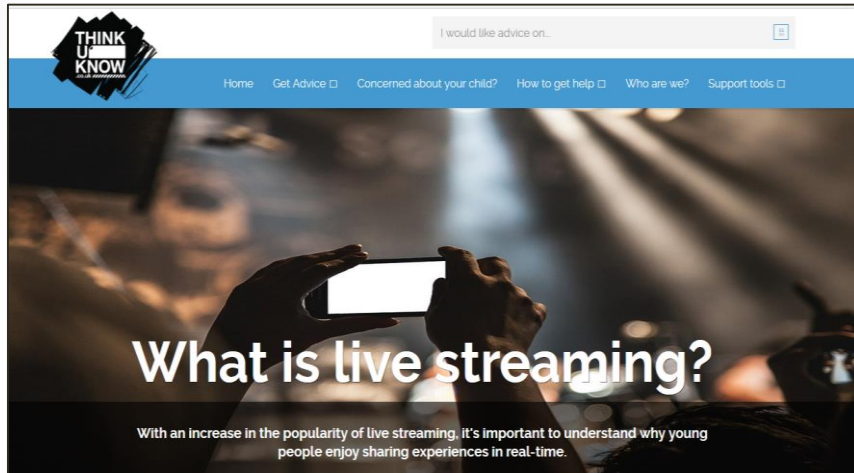 THINK
U
KNOW
.co.uk
I would like advice on...
Home Get Advice Concerned about your child? How to get help Who are we? Support tools
What is live streaming?
With an increase in the popularity of live streaming, it's important to understand why young
people enjoy sharing experiences in real-time.